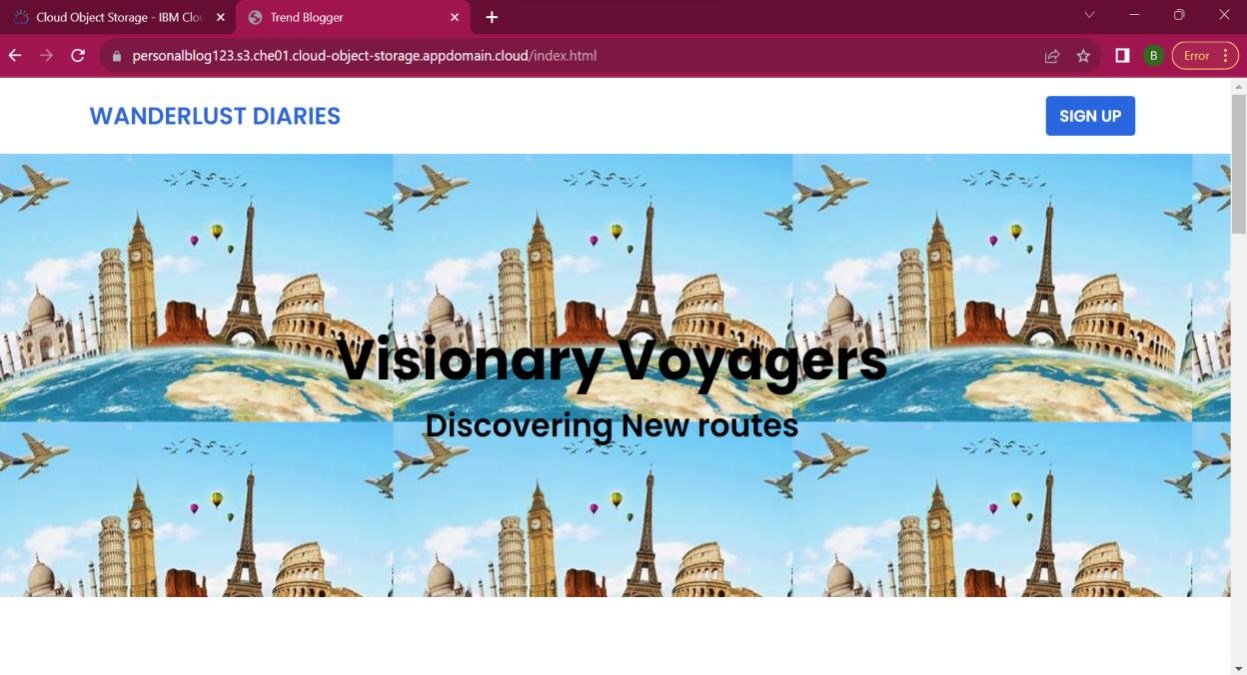 Cloud Object Storage - IBM Clou
Trend Blogger
personalblog123.s3.che01.cloud-object-storage.appdomain.cloud/index.html
B
Error
WANDERLUST DIARIES
SIGN UP
Visionary Voyagers
Discovering New routes